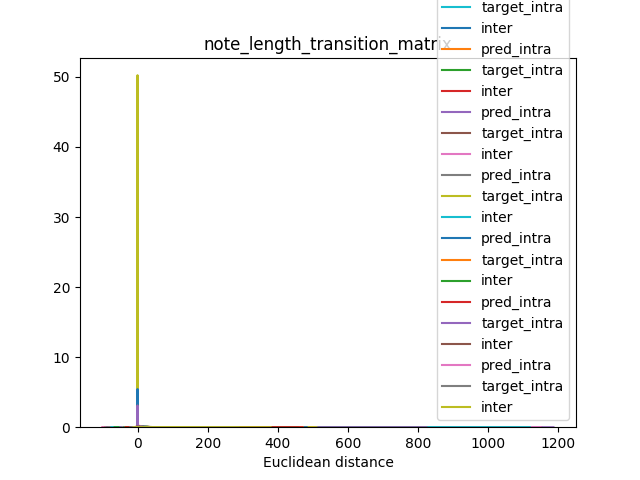 target_intra
inter
note_length_transition_matrix
pred_intra
target_intra
inter
pred_intra
target_intra
inter
pred_intra
target_intra
inter
pred_intra
target_intra
inter
pred_intra
target_intra
inter
pred_intra
target_intra
inter
50
40
30
20
10
0
0 200 400 600 800 1000 1200
Euclidean distance